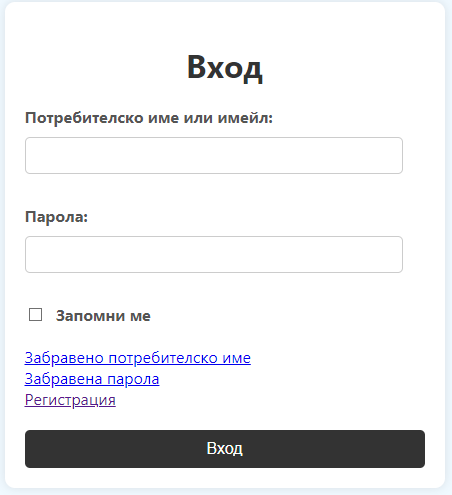 Вход
Потребителско име или имейл:
Парола:
Запомни ме
Забравено потребителско име
Забравена парола
Регистрация
Вход